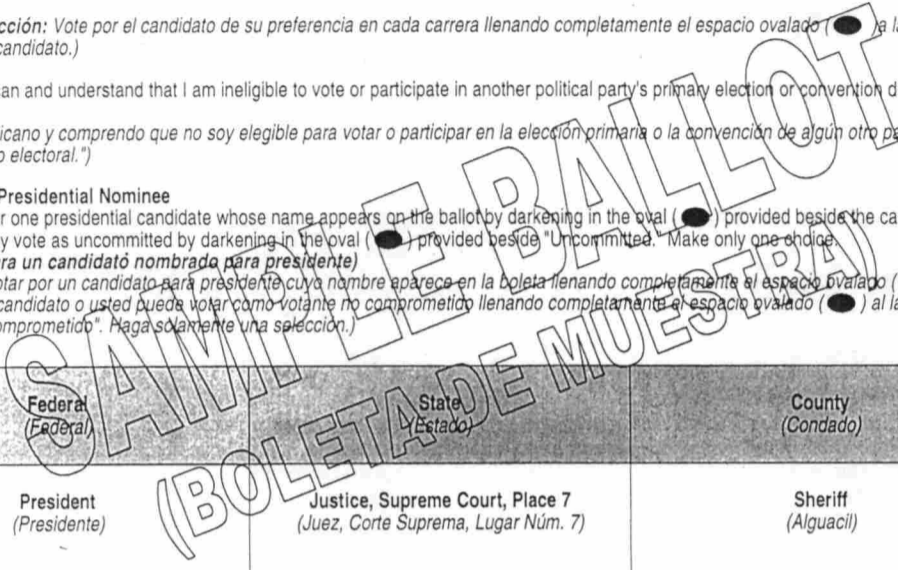 cción: Vote por el candidato de su preferencia en cada carrera llenando completamente el espacio ovalado ( ) a la
candidato.)
can and understand that I am ineligible to vote or participate in another political party's primary election or convention d
icano y comprendo que no soy elegible para votar o participar en la elección primaria o la convención de algún otro pa
o electoral.")
Presidential Nominee
r one presidential candidate whose name appears on the ballot by darkening in the oval ( ) provided beside the ca
y vote as uncommitted by darkening in the oval ( ) provided beside "Uncommitted." Make only one choice.
ra un candidato nombrado para presidente)
otar por un candidato para presidente cuyo nombre aparece en la boleta llenando completamente el espacio ovalado (
candidato o usted puede votar como votante no comprometido llenando completamente el espacio ovalado ( ) al la
omprometido". Haga solamente una selección.)
SAMPLE BALLOT
(BOLETA DE MUESTRA)
Federal
(Federal)
State
(Estado)
County
(Condado)
President
(Presidente)
Justice, Supreme Court, Place 7
(Juez, Corte Suprema, Lugar Núm. 7)
Sheriff
(Alguacil)